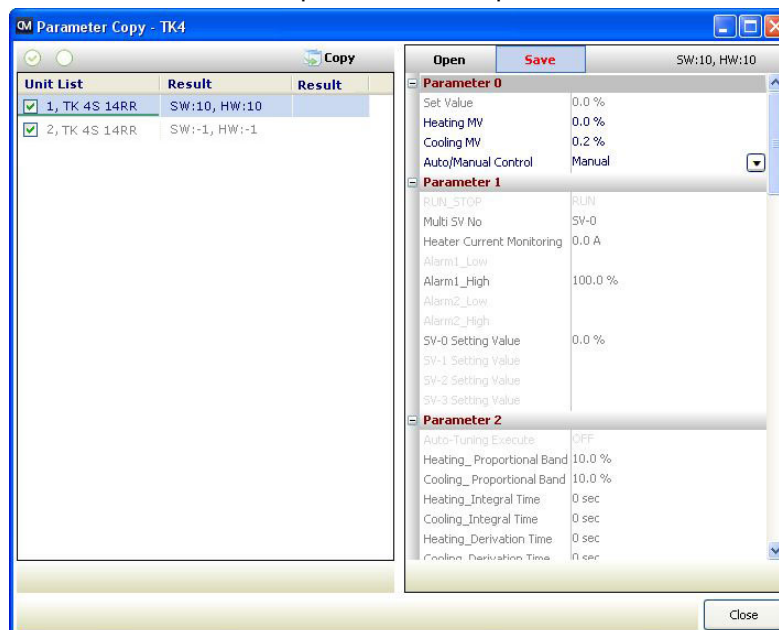 Parameter Copy - TK4
Copy
Unit List Result Result
1, TK 4S 14RR SW:10, HW:10
2, TK 4S 14RR SW:-1, HW:-1
Open Save SW:10, HW:10
Parameter 0
Set Value 0.0 %
Heating MV 0.0 %
Cooling MV 0.2 %
Auto/Manual Control Manual
Parameter 1
RUN_STOP RUN
Multi SV No SV-0
Heater Current Monitoring 0.0 A
Alarm1_Low
Alarm1_High 100.0 %
Alarm2_Low
Alarm2_High
SV-0 Setting Value 0.0 %
SV-1 Setting Value
SV-2 Setting Value
SV-3 Setting Value
Parameter 2
Auto-Tuning Execute OFF
Heating_ Proportional Band 10.0 %
Cooling_ Proportional Band 10.0 %
Heating_Integral Time 0 sec
Cooling_Integral Time 0 sec
Heating_Derivation Time 0 sec
Cooling_Derivation Time 0 sec
Close